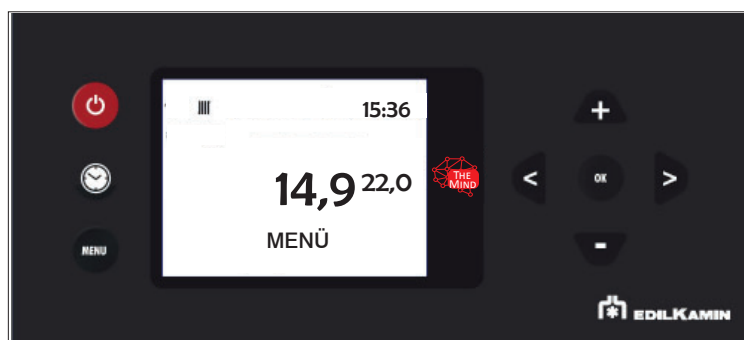 15:36
14,9 22,0
MENÜ
MENU
THE
MIND
+
<
OK
>
-
EDILKAMIN